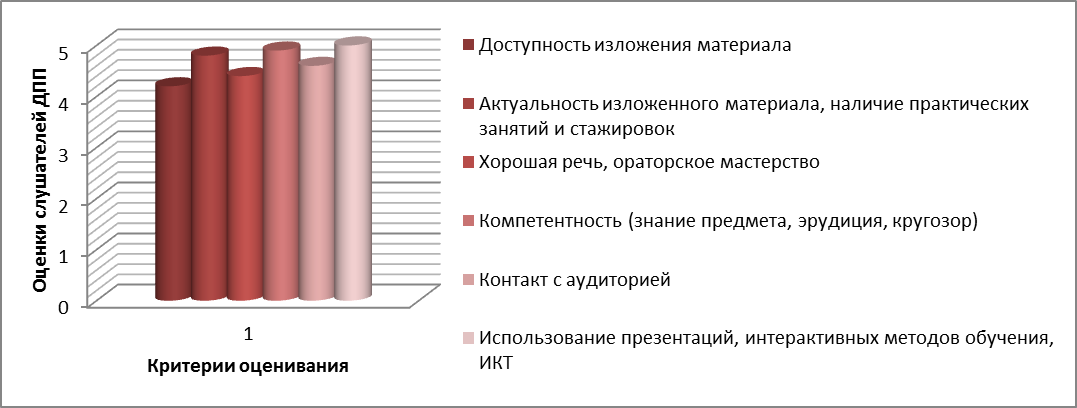 Оценки слушателей ДПП
5
4
3
2
1
0
1
Критерии оценивания
Доступность изложения материала
Актуальность изложенного материала, наличие практических
занятий и стажировок
Хорошая речь, ораторское мастерство
Компетентность (знание предмета, эрудиция, кругозор)
Контакт с аудиторией
Использование презентаций, интерактивных методов обучения,
ИКТ